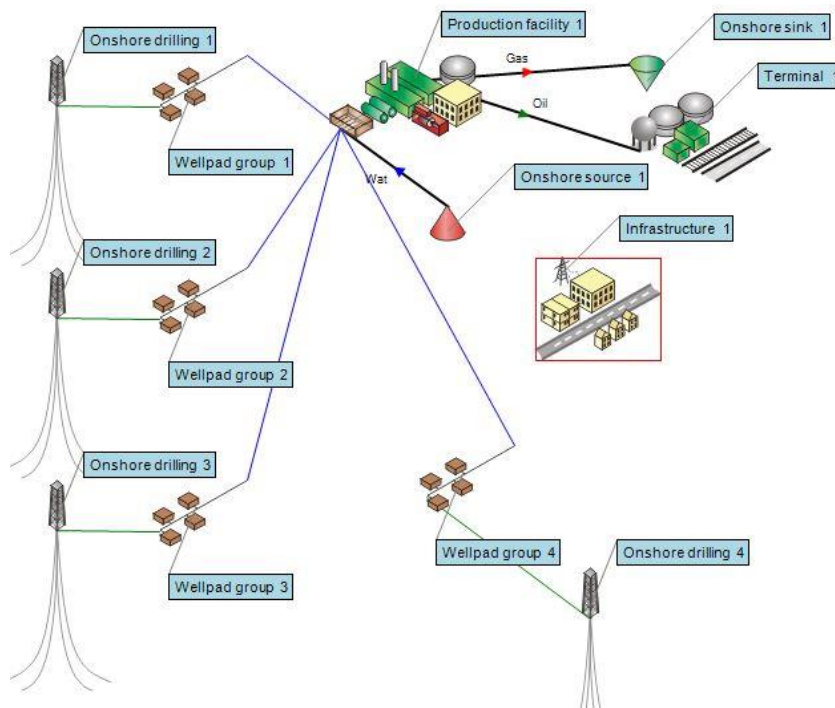 Onshore drilling 1
Production facility 1
Onshore sink 1
Gas
Terminal 1
Oil
Wellpad group 1
Wat
Onshore source 1
Infrastructure 1
Onshore drilling 2
Wellpad group 2
Onshore drilling 3
Wellpad group 3
Wellpad group 4
Onshore drilling 4